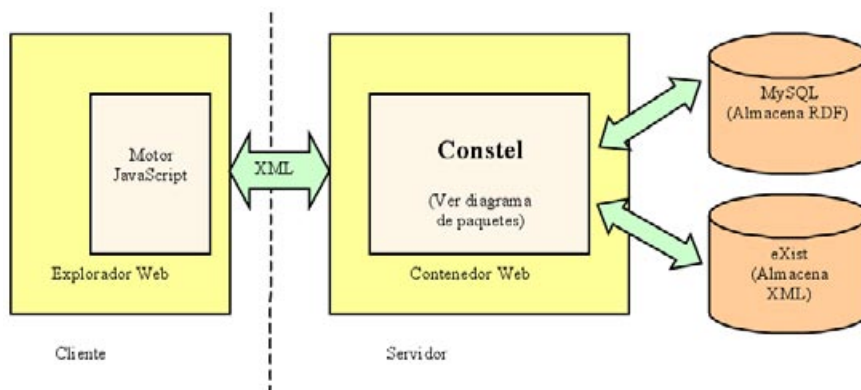 Motor
JavaScript
Explorador Web
Cliente
XML
Constel
(Ver diagrama
de paquetes)
Contenedor Web
Servidor
MySQL
(Almacena RDF)
eXist
(Almacena
XML)